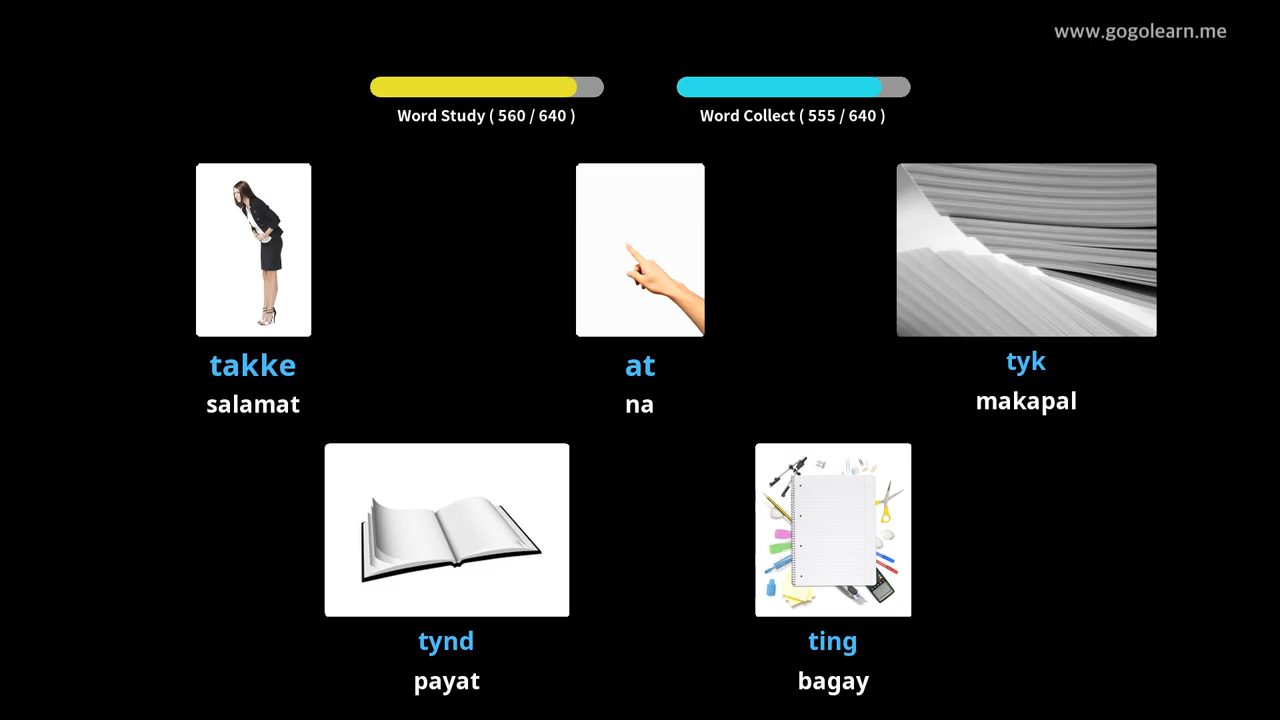 www.gogolearn.me
Word Study ( 560 / 640 )
Word Collect ( 555 / 640 )
takke
salamat
at
na
tyk
makapal
tynd
payat
ting
bagay